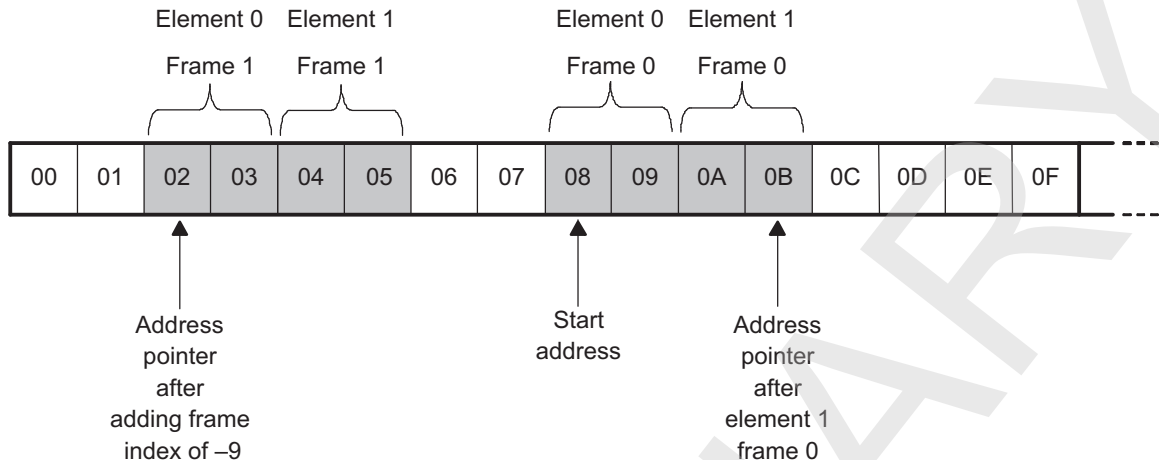 Element 0 Element 1 Element 0 Element 1
Frame 1 Frame 1 Frame 0 Frame 0
00 01 02 03 04 05 06 07 08 09 0A 0B 0C 0D 0E 0F
Address
pointer
after
adding frame
index of –9
Start
address
Address
pointer
after
element 1
frame 0
ARY